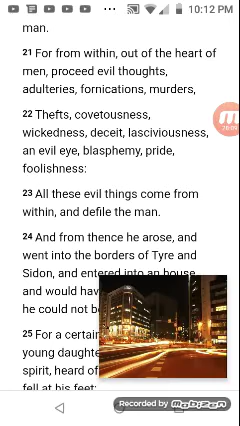 10:12 PM
man.
21 For from within, out of the heart of
men, proceed evil thoughts,
adulteries, fornications, murders,
22 Thefts, covetousness,
wickedness, deceit, lasciviousness,
an evil eye, blasphemy, pride,
foolishness:
28:09
23 All these evil things come from
within, and defile the man.
24 And from thence he arose, and
went into the borders of Tyre and
Sidon, and entered into an house,
and would hav
he could not b
25 For a certain
young daughte
spirit, heard of
fell at his feet:
Recorded by mobizen